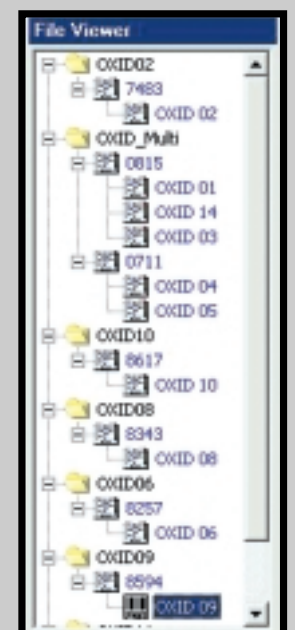 File Viewer
OXID02
7483
OXID 02
OXID_Multi
0815
OXID 01
OXID 14
OXID 03
0711
OXID 04
OXID 05
OXID10
8617
OXID 10
OXID08
8343
OXID 08
OXID06
8257
OXID 06
OXID09
8594
OXID 09